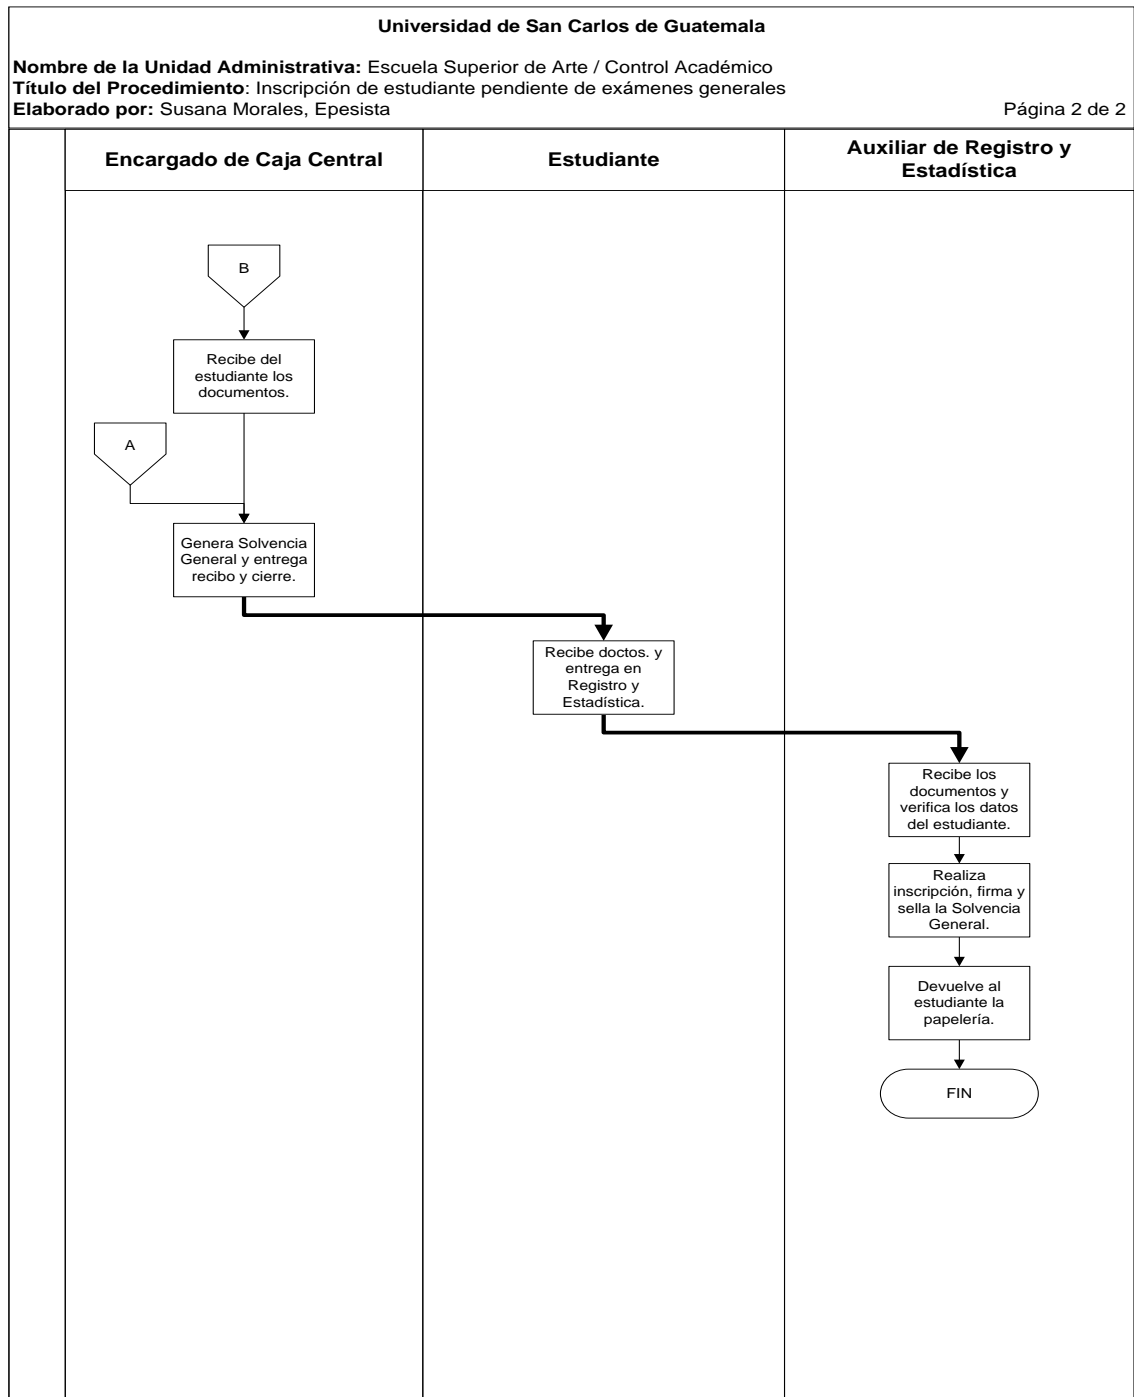 Universidad de San Carlos de Guatemala
Nombre de la Unidad Administrativa: Escuela Superior de Arte / Control Académico
Título del Procedimiento: Inscripción de estudiante pendiente de exámenes generales
Elaborado por: Susana Morales, Epesista
Página 2 de 2
Encargado de Caja Central
Estudiante
Auxiliar de Registro y
Estadística
B
Recibe del
estudiante los
documentos.
A
Genera Solvencia
General y entrega
recibo y cierre.
Recibe doctos. y
entrega en
Registro y
Estadística.
Recibe los
documentos y
verifica los datos
del estudiante.
Realiza
inscripción, firma y
sella la Solvencia
General.
Devuelve al
estudiante la
papelería.
FIN